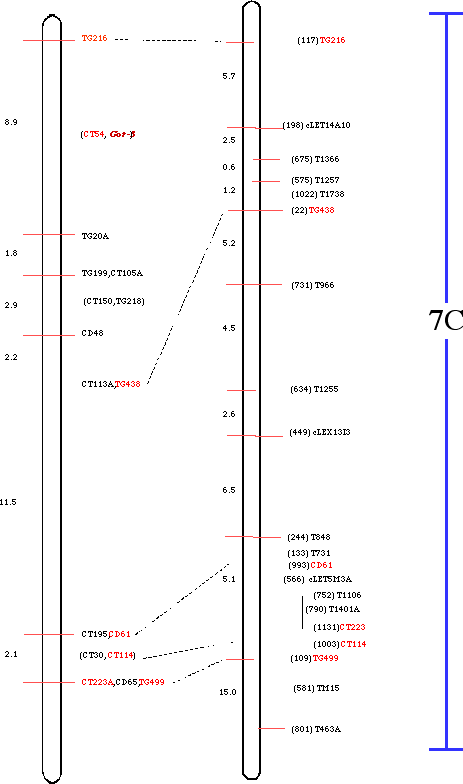 TG216
(117) TG216
5.7
8.9
(CT54, Got-β)
(198) cLET14A10
2.5
(675) T1366
0.6
(575) T1257
1.2
(1022) T1738
(22) TG438
TG20A
5.2
1.8
TG199,CT105A
(731) T966
2.9
(CT150,TG218)
7C
4.5
CD48
2.2
CT113A,TG438
(634) T1255
2.6
(449) cLEX13I3
6.5
11.5
(244) T848
(133) T731
(993) CD61
5.1
(566) cLET5M3A
(752) T1106
(790) T1401A
(1131) CT223
CT195,CD61
(1003) CT114
2.1
(CT30, CT114)
(109) TG499
CT223A,CD65,TG499
15.0
(581) TM15
(801) T463A